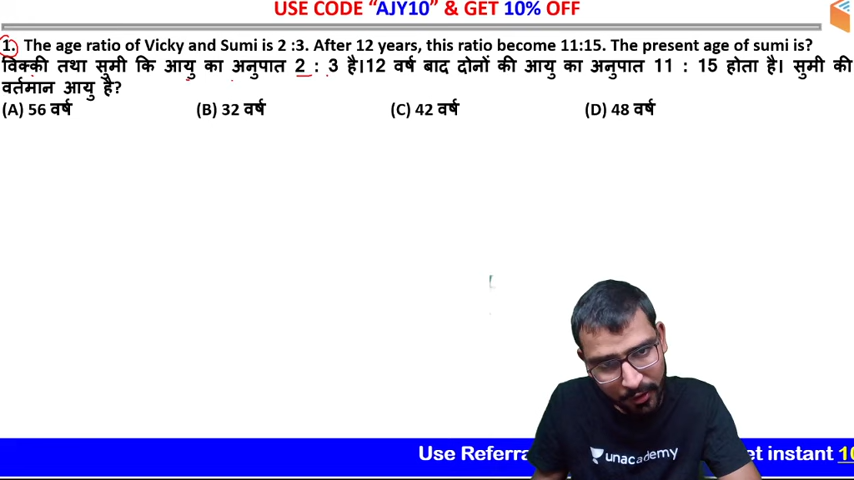 USE CODE “AJY10” & GET 10% OFF
1. The age ratio of Vicky and Sumi is 2 :3. After 12 years, this ratio become 11:15. The present age of sumi is?
विक्की तथा सुमी कि आयु का अनुपात 2 : 3 है।12 वर्ष बाद दोनों की आयु का अनुपात 11 : 15 होता है। सुमी की
वर्तमान आयु है?
(A) 56 वर्ष (B) 32 वर्ष (C) 42 वर्ष (D) 48 वर्ष
unacademy
Use Referra et instant 10